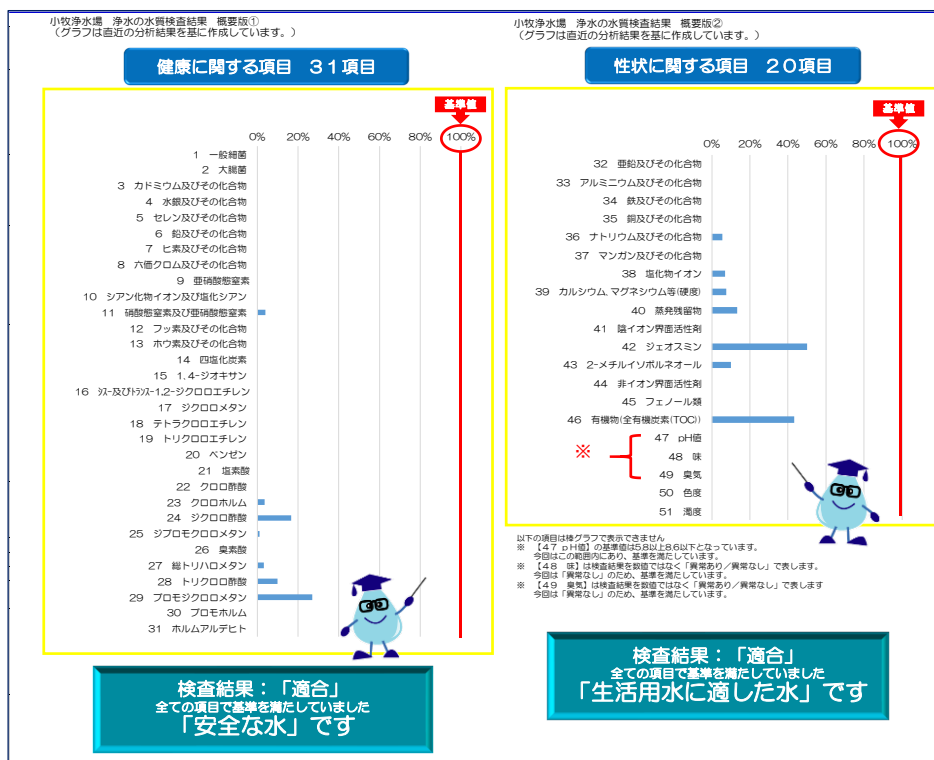 小牧浄水場　浄水の水質検査結果　概要版①
（グラフは直近の分析結果を基に作成しています。）
健康に関する項目　３１項目
基準値
0%　20%　40%　60%　80%　100%
1　一般細菌
2　大腸菌
3　カドミウム及びその化合物
4　水銀及びその化合物
5　セレン及びその化合物
6　鉛及びその化合物
7　ヒ素及びその化合物
8　六価クロム及びその化合物
9　亜硝酸態窒素
10　シアン化物イオン及び塩化シアン
11　硝酸態窒素及び亜硝酸態窒素
12　フッ素及びその化合物
13　ホウ素及びその化合物
14　四塩化炭素
15　1,4-ジオキサン
16　ｼｽ-及びﾄﾗﾝｽ-1,2-ジクロロエチレン
17　ジクロロメタン
18　テトラクロロエチレン
19　トリクロロエチレン
20　ベンゼン
21　塩素酸
22　クロロ酢酸
23　クロロホルム
24　ジクロロ酢酸
25　ジブロモクロロメタン
26　臭素酸
27　総トリハロメタン
28　トリクロロ酢酸
29　ブロモジクロロメタン
30　ブロモホルム
31　ホルムアルデヒト
検査結果：「適合」
全ての項目で基準を満たしていました
「安全な水」です
小牧浄水場　浄水の水質検査結果　概要版②
（グラフは直近の分析結果を基に作成しています。）
性状に関する項目　２０項目
基準値
0%　20%　40%　60%　80%　100%
32　亜鉛及びその化合物
33　アルミニウム及びその化合物
34　鉄及びその化合物
35　銅及びその化合物
36　ナトリウム及びその化合物
37　マンガン及びその化合物
38　塩化物イオン
39　カルシウム、マグネシウム等(硬度)
40　蒸発残留物
41　陰イオン界面活性剤
42　ジェオスミン
43　2-メチルイソボルネオール
44　非イオン界面活性剤
45　フェノール類
46　有機物(全有機炭素(TOC))
47　pH値
※　48　味
49　臭気
50　色度
51　濁度
以下の項目は棒グラフで表示できません
※　【４７　ｐＨ値】の基準値は5.8以上8.6以下となっています。
今回はこの範囲内にあり、基準を満たしています。
※　【４８　味】は検査結果を数値ではなく「異常あり／異常なし」で表します。
今回は「異常なし」のため、基準を満たしています。
※　【４９　臭気】は検査結果を数値ではなく「異常あり／異常なし」で表します
今回は「異常なし」のため、基準を満たしています。
検査結果：「適合」
全ての項目で基準を満たしていました
「生活用水に適した水」です